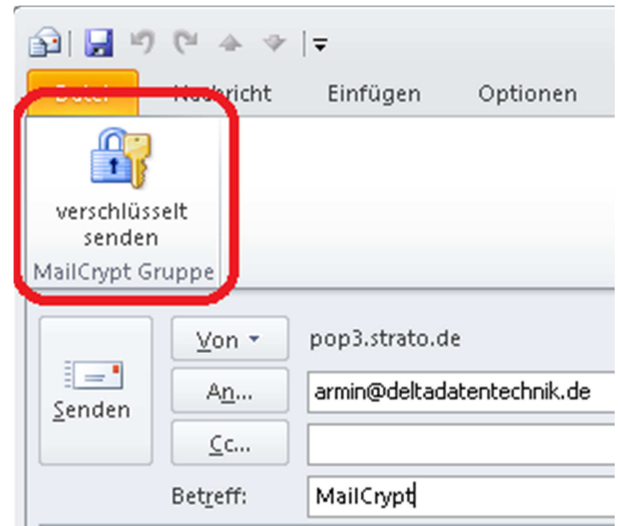 Datei Nachricht Einfügen Optionen
verschlüsselt
senden
MailCrypt Gruppe
Senden
Von pop3.strato.de
An... armin@deltadatentechnik.de
Cc...
Betreff: MailCrypt